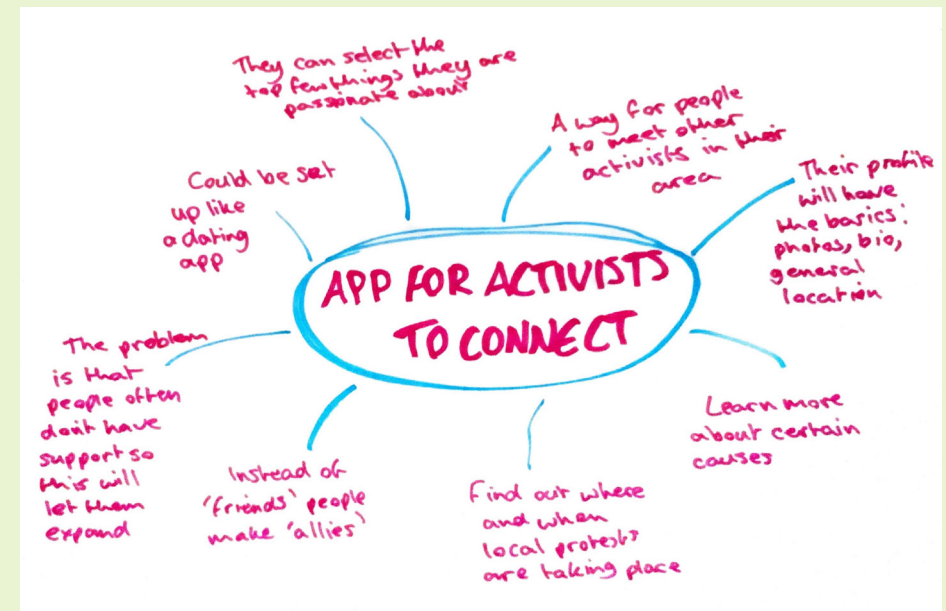 They can select the
top few things they are
passionate about
A way for people
to meet other
activists in their
area
Their profile
will have
the basics:
photos, bio,
general
location
Could be set
up like
a dating
app
APP FOR ACTIVISTS
TO CONNECT
The problem
is that
people often
don't have
support so
this will
let them
expand
Instead of
'friends' people
make 'allies'
Find out where
and when
local protests
are taking place
Learn more
about certain
causes